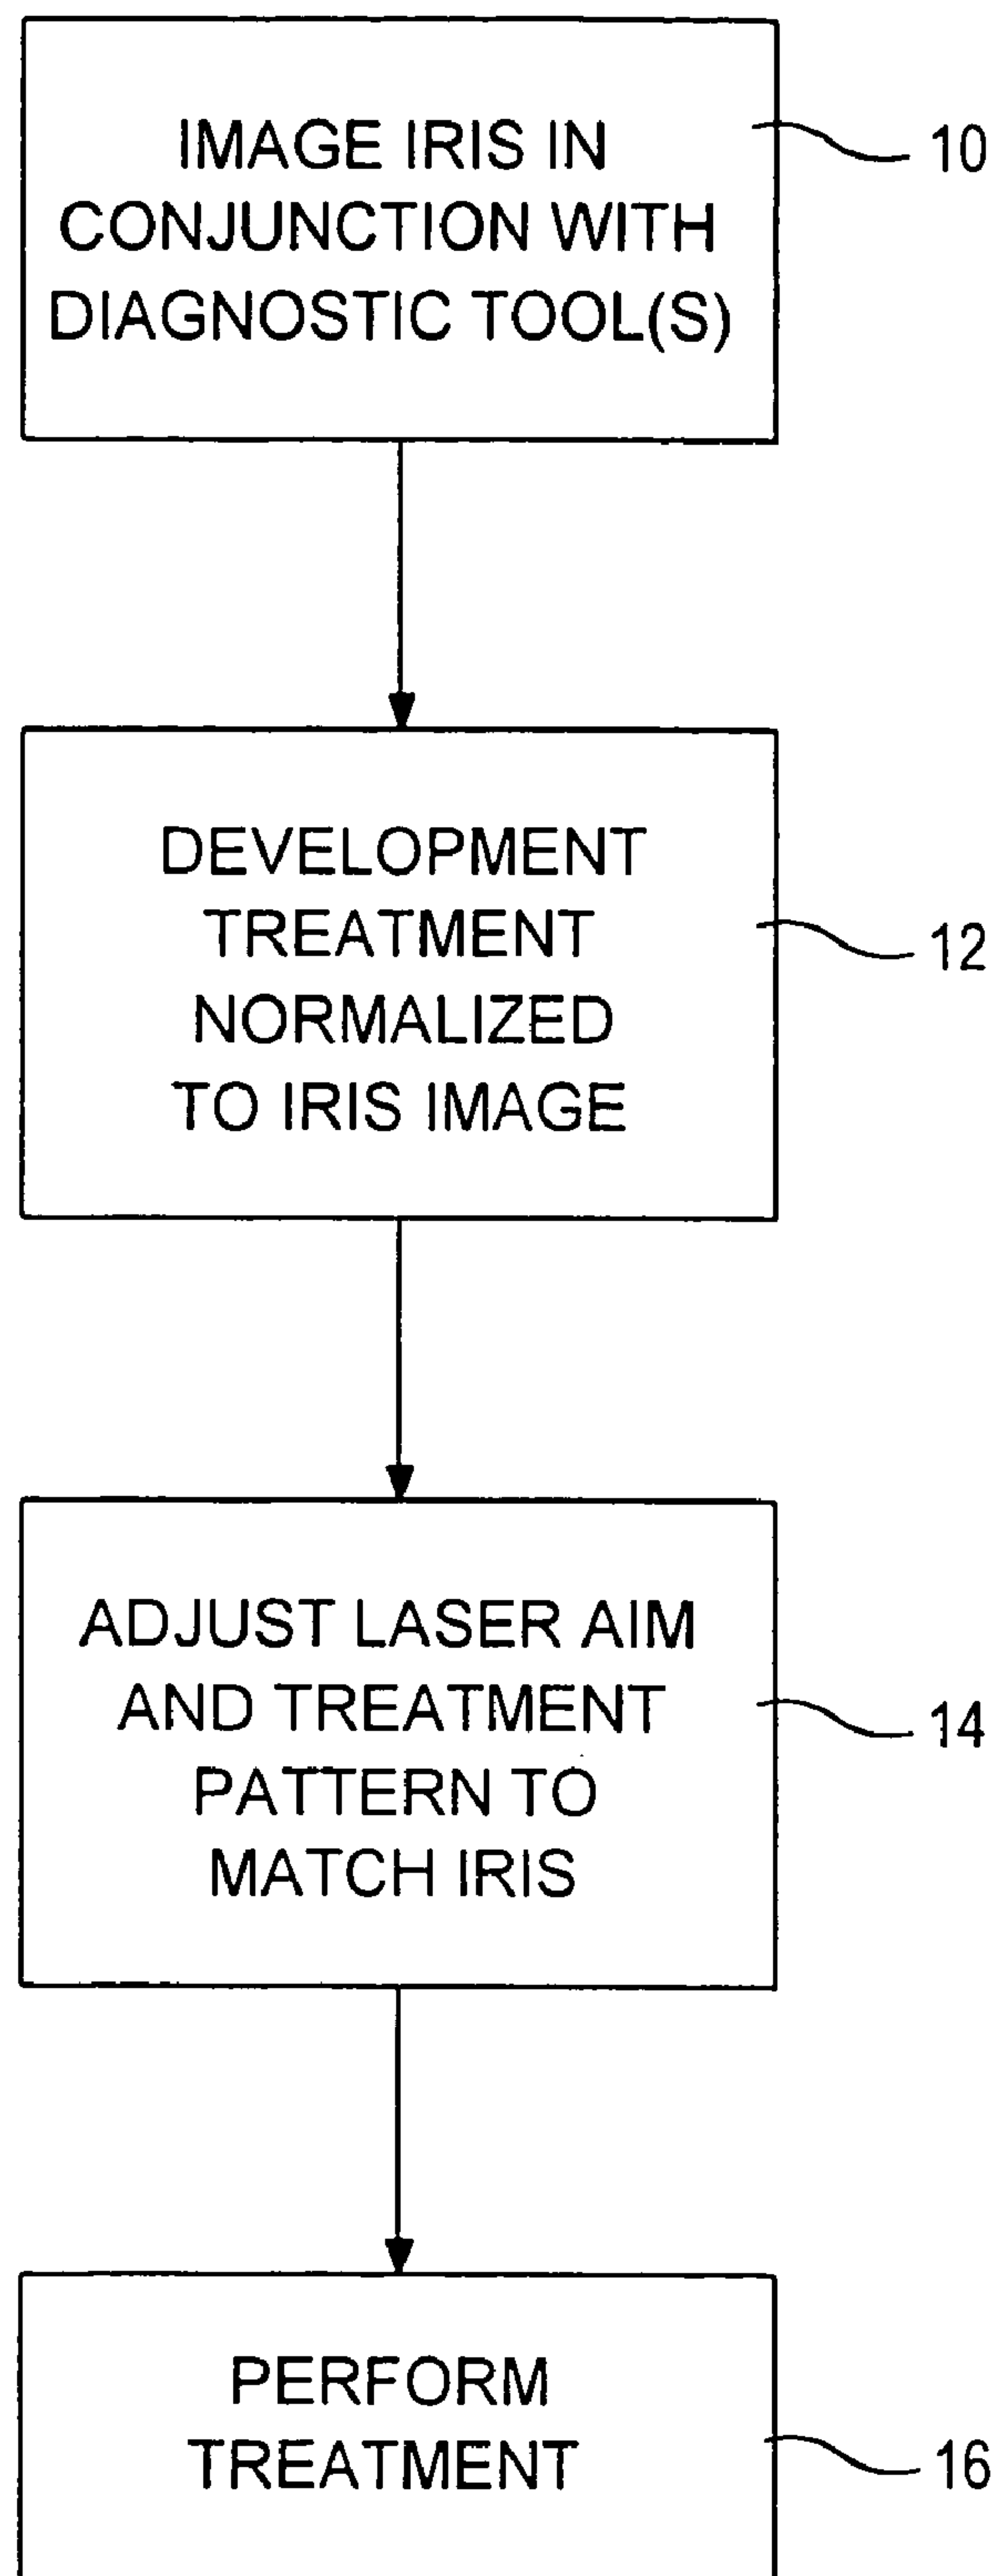 IMAGE IRIS IN
CONJUNCTION WITH
DIAGNOSTIC TOOL(S)
10
DEVELOPMENT
TREATMENT
NORMALIZED
TO IRIS IMAGE
12
ADJUST LASER AIM
AND TREATMENT
PATTERN TO
MATCH IRIS
14
PERFORM
TREATMENT
16